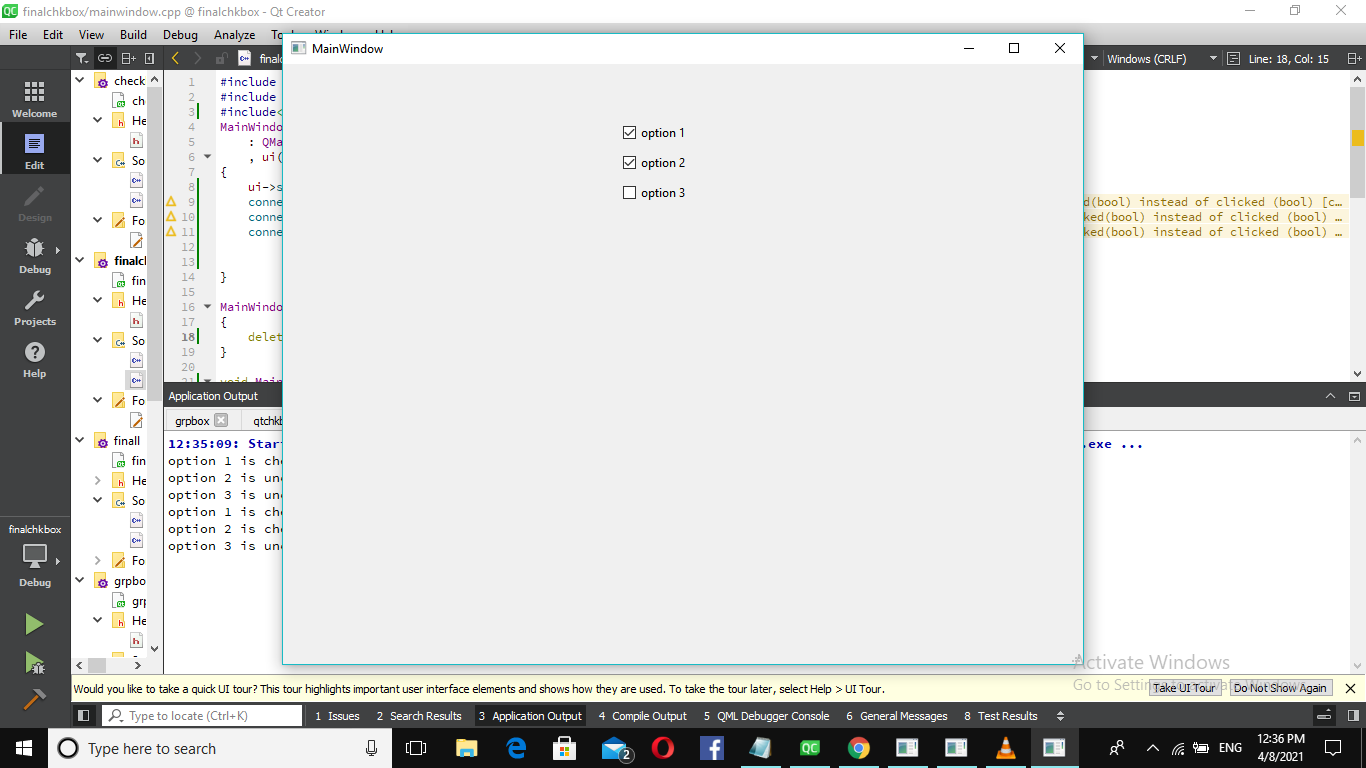 QC finalchkbox/mainwindow.cpp @ finalchkbox - Qt Creator
File Edit View Build Debug Analyze
MainWindow
Windows (CRLF) Line: 18, Col: 15
Welcome
Edit
Design
Debug
Projects
Help
finalchkbox
Debug
check
ch
He
So
Fo
finalcl
fin
He
So
Fo
finall
fin
He
So
Fo
grpbo
grp
He
1 #include
2 #include
3 #include<
4 MainWindo
5 : QMa
6 , ui(
7 {
8 ui->s
9 conne
10 conne
11 conne
12
13
14 }
15
16 MainWindo
17 {
18 delet
19 }
20
21 void Main
d(bool) instead of clicked (bool) [c...
ked(bool) instead of clicked (bool) ...
ked(bool) instead of clicked (bool) ...
option 1
option 2
option 3
Application Output
grpbox qtchkb
12:35:09: Star
.exe ...
option 1 is che
option 2 is unc
option 3 is unc
option 1 is che
option 2 is che
option 3 is unc
Activate Windows
Would you like to take a quick UI tour? This tour highlights important user interface elements and shows how they are used. To take the tour later, select Help > UI Tour.
Take UI Tour Do Not Show Again
Type to locate (Ctrl+K) 1 Issues 2 Search Results 3 Application Output 4 Compile Output 5 QML Debugger Console 6 General Messages 8 Test Results
Type here to search
2
QC
ENG
12:36 PM
4/8/2021